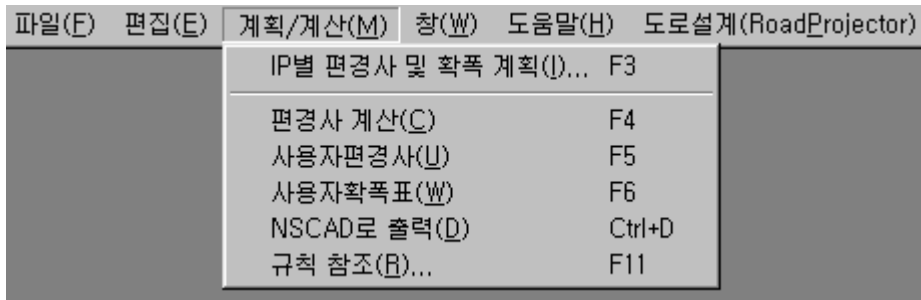 파일(F) 편집(E) 계획/계산(M) 창(W) 도움말(H) 도로설계(RoadProjector)
IP별 편경사 및 확폭 계획(I)... F3
편경사 계산(C) F4
사용자편경사(U) F5
사용자확폭표(W) F6
NSCAD로 출력(D) Ctrl+D
규칙 참조(R)... F11